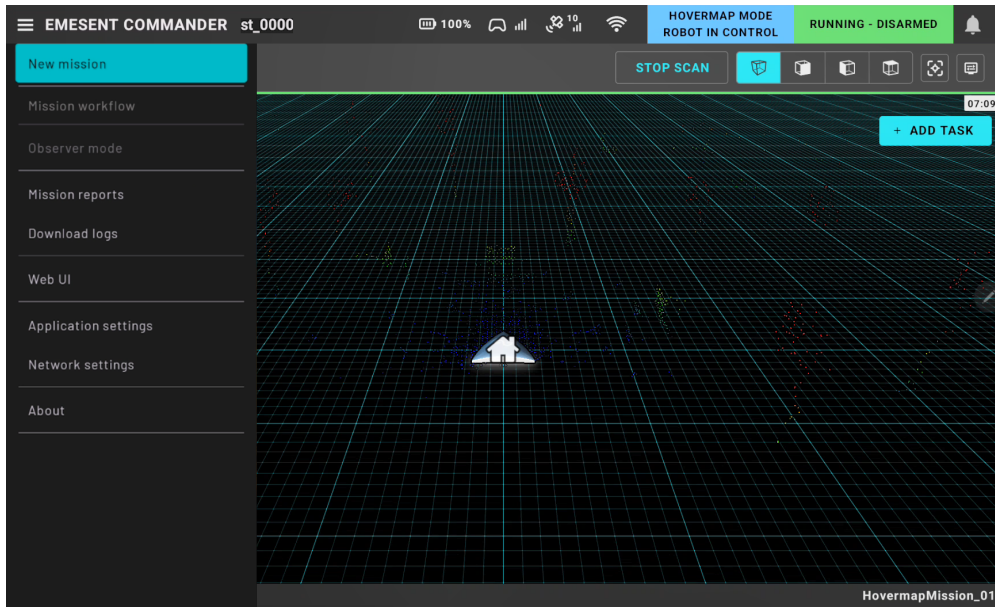 EMESENT COMMANDER st_0000
100%
10
HOVERMAP MODE
ROBOT IN CONTROL
RUNNING - DISARMED
New mission
STOP SCAN
Mission workflow
07:09
+ ADD TASK
Observer mode
Mission reports
Download logs
Web UI
Application settings
Network settings
About
HovermapMission_01